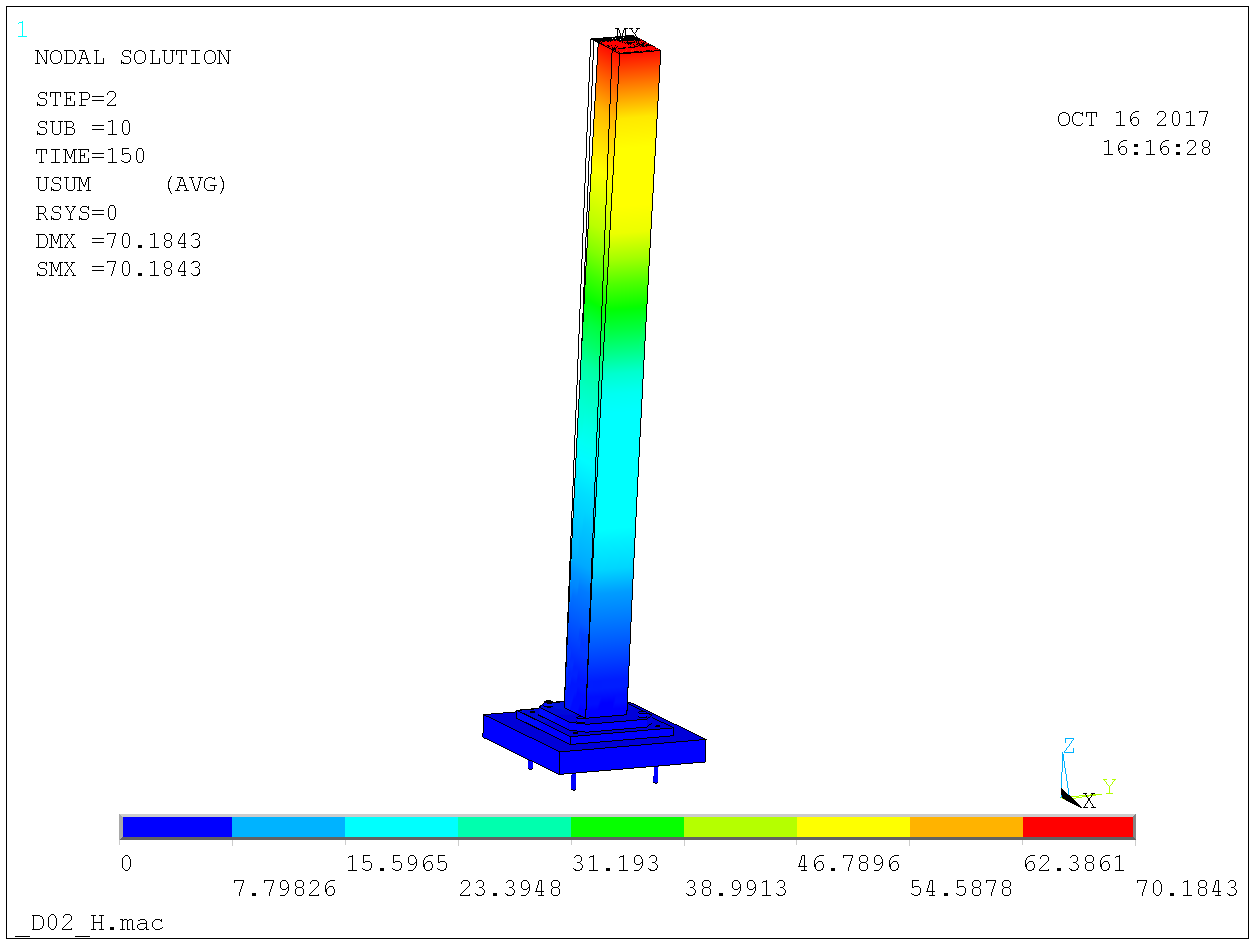 1
NODAL SOLUTION
STEP=2
SUB =10
TIME=150
USUM (AVG)
RSYS=0
DMX =70.1843
SMX =70.1843
OCT 16 2017
16:16:28
MX
Z
Y
X
0 15.5965 31.193 46.7896 62.3861
7.79826 23.3948 38.9913 54.5878 70.1843
_D02_H.mac